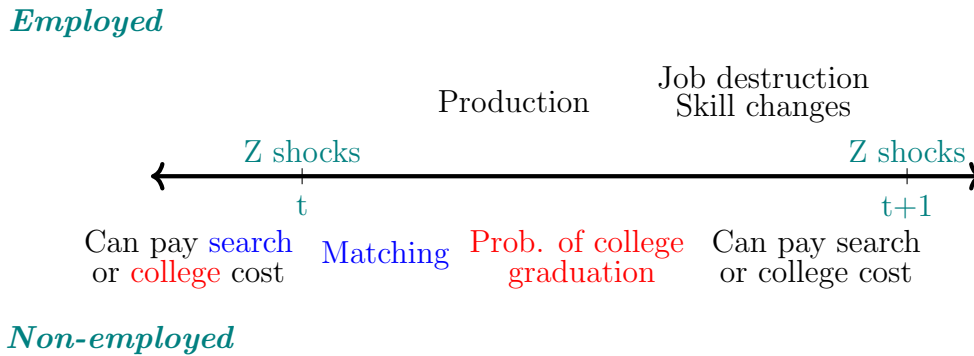 Employed
Job destruction
Production
Skill changes
Z shocks
Z shocks
t
t+1
Can pay search
or college cost
Matching
Prob. of college
graduation
Can pay search
or college cost
Non-employed